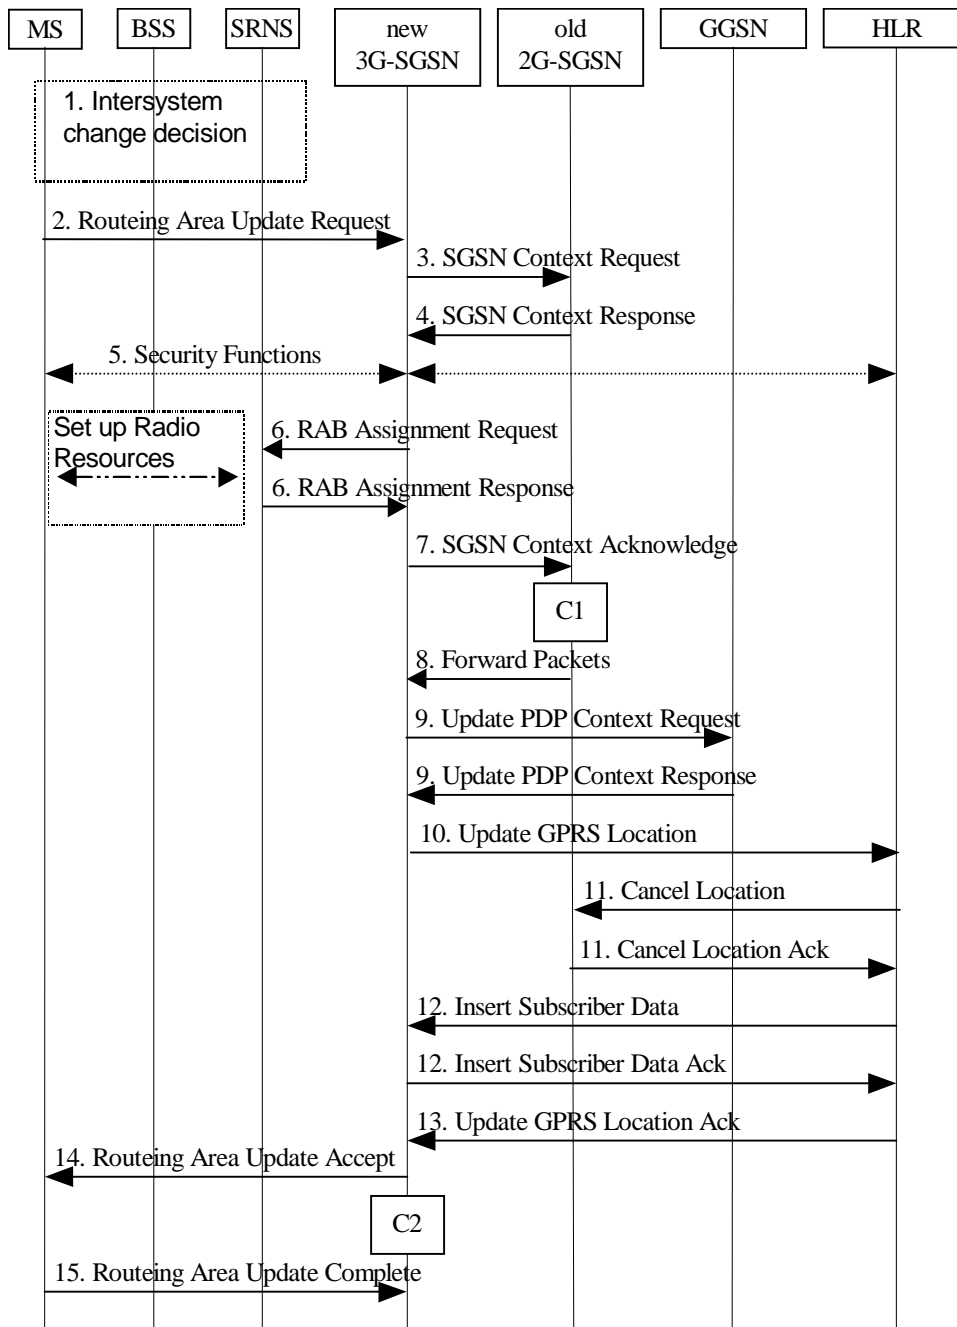 MS
BSS
SRNS
new
3G-SGSN
old
2G-SGSN
GGSN
HLR
1. Intersystem
change decision
2. Routeing Area Update Request
3. SGSN Context Request
4. SGSN Context Response
5. Security Functions
Set up Radio
Resources
6. RAB Assignment Request
6. RAB Assignment Response
7. SGSN Context Acknowledge
C1
8. Forward Packets
9. Update PDP Context Request
9. Update PDP Context Response
10. Update GPRS Location
11. Cancel Location
11. Cancel Location Ack
12. Insert Subscriber Data
12. Insert Subscriber Data Ack
13. Update GPRS Location Ack
14. Routeing Area Update Accept
C2
15. Routeing Area Update Complete